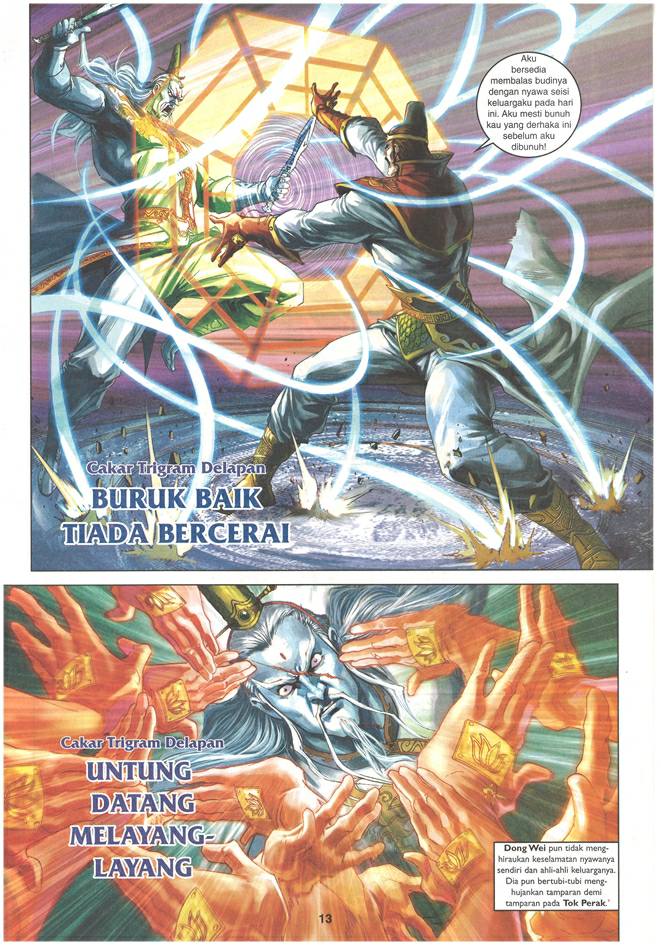 Aku
bersedia
membalas budinya
dengan nyawa seisi
keluargaku pada hari
ini. Aku mesti bunuh
kau yang derhaka ini
sebelum aku
dibunuh!
Cakar Trigram Delapan
BURUK BAIK
TIADA BERCERAI
Cakar Trigram Delapan
UNTUNG
DATANG
MELAYANG-
LAYANG
Dong Wei pun tidak meng-
hiraukan keselamatan nyawanya
sendiri dan ahli-ahli keluarganya.
Dia pun bertubi-tubi meng-
hujankan tamparan demi
tamparan pada Tok Perak.*
13